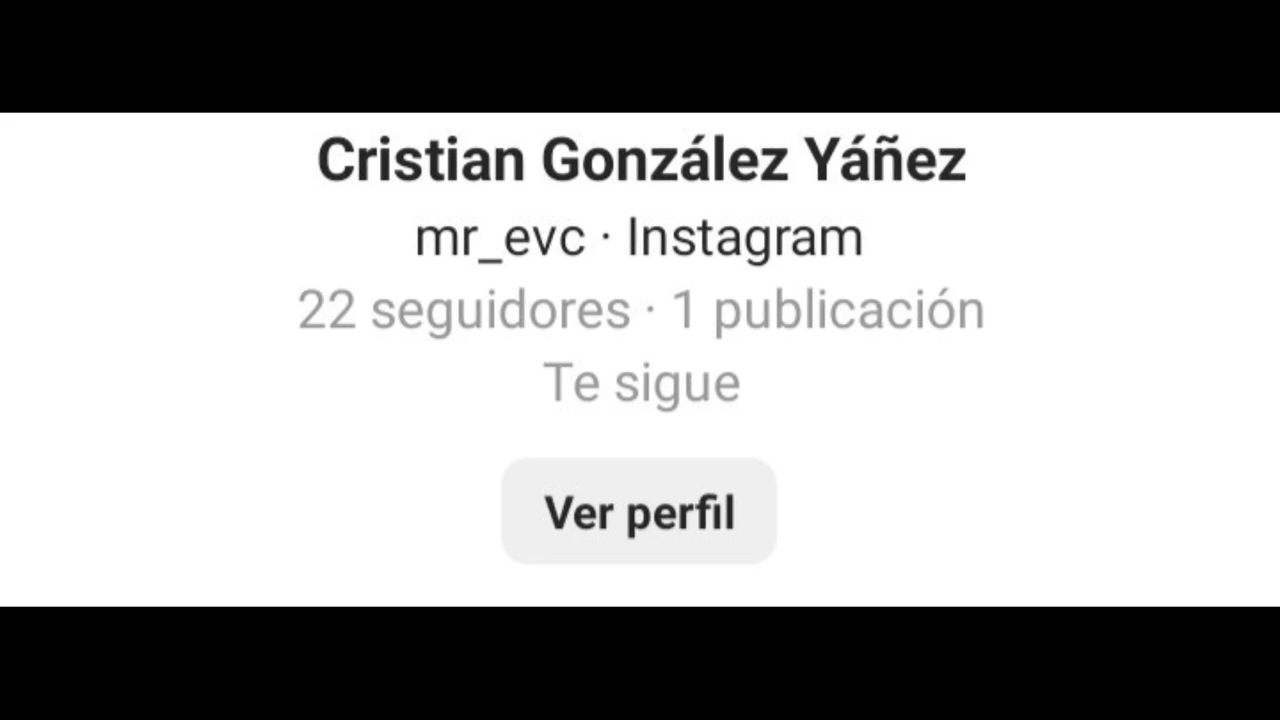 Cristian González Yáñez
mr_evc · Instagram
22 seguidores · 1 publicación
Te sigue
Ver perfil